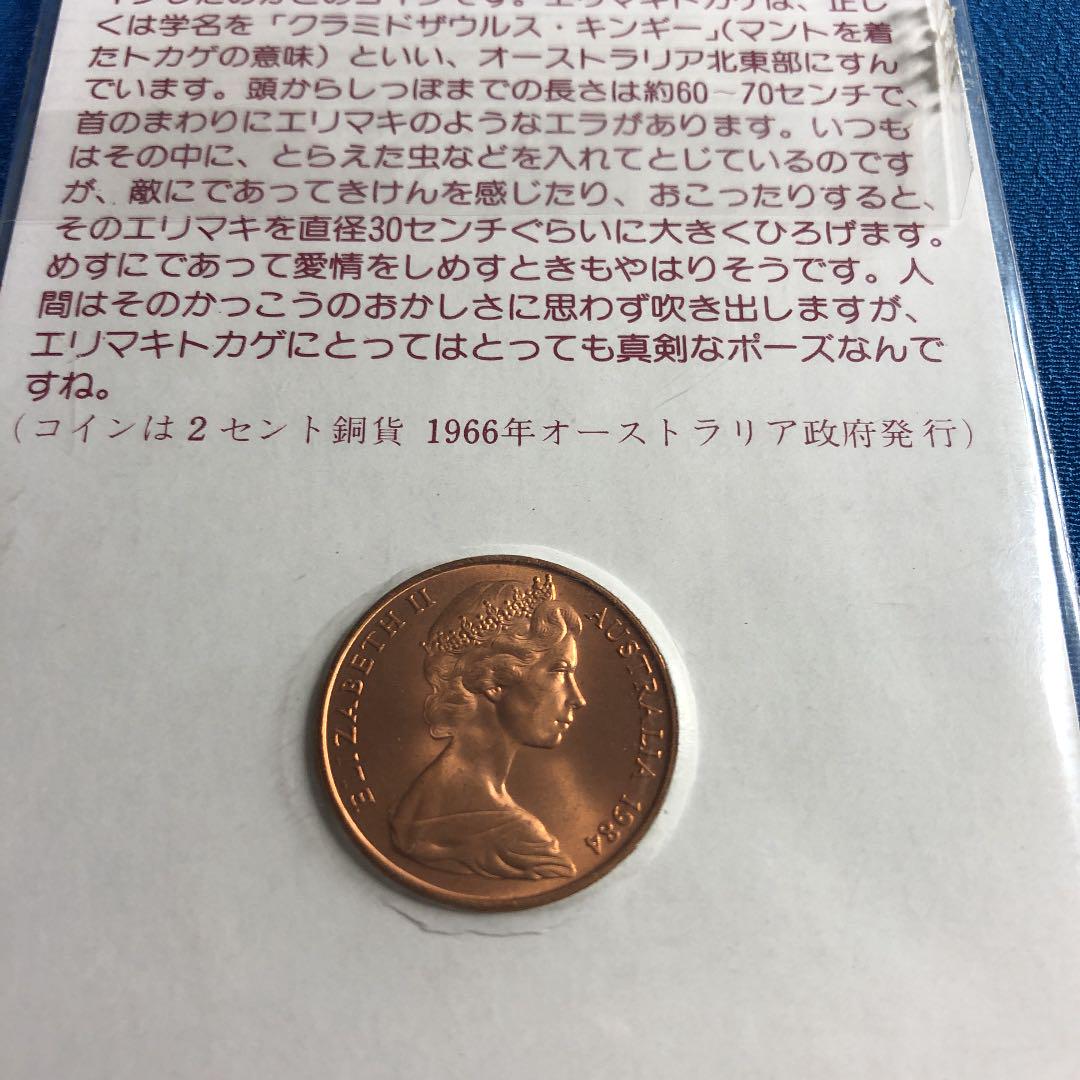 くは学名を「クラミドザウルス・キンギー」(マントを着
たトカゲの意味)といい、オーストラリア北東部にすん
でいます。頭からしっぽまでの長さは約60～70センチで、
首のまわりにエリマキのようなエラがあります。いつも
はその中に、とらえた虫などを入れてとじているのです
が、敵にであってきけんを感じたり、おこったりすると、
そのエリマキを直径30センチぐらいに大きくひろげます。
めすにであって愛情をしめすときもやはりそうです。人
間はそのかっこうのおかしさに思わず吹き出しますが、
エリマキトカゲにとってはとっても真剣なポーズなんで
すね。
(コインは2セント銅貨 1966年オーストラリア政府発行)
ELIZABETH II
AUSTRALIA 1984